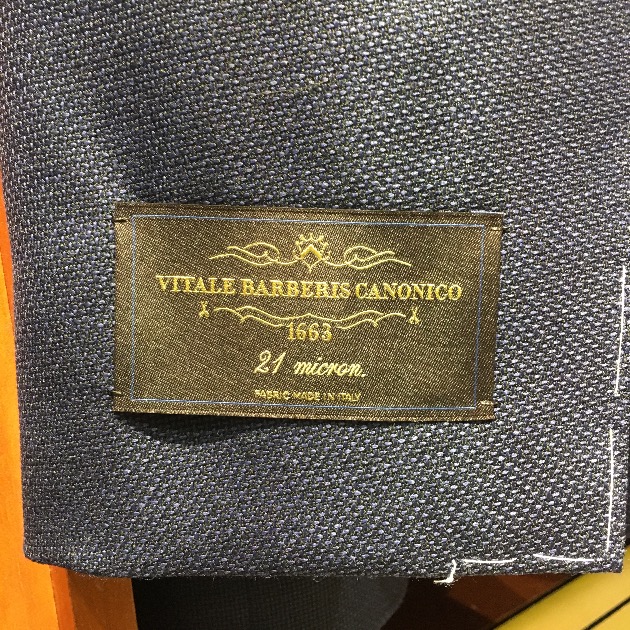 VITALE BARBERIS CANONICO
1663
21 micron.
FABRIC MADE IN ITALY